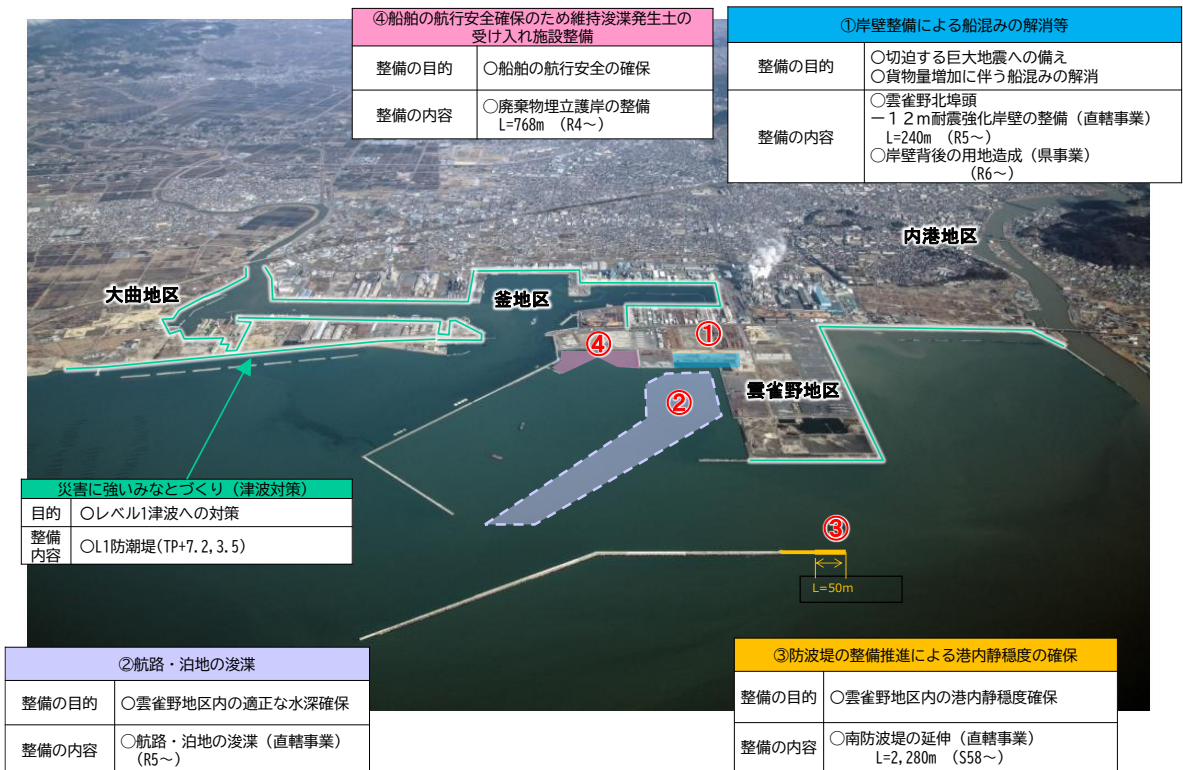 ④船舶の航行安全確保のため維持浚渫発生土の
受け入れ施設整備
整備の目的
○船舶の航行安全の確保
整備の内容
○廃棄物埋立護岸の整備
L=768m (R4~)
①岸壁整備による船混みの解消等
整備の目的
○切迫する巨大地震への備え
○貨物量増加に伴う船混みの解消
整備の内容
○雲雀野北埠頭
-12m耐震強化岸壁の整備(直轄事業)
L=240m (R5~)
○岸壁背後の用地造成(県事業)
(R6~)
内港地区
大曲地区
釜地区
①
④
②
雲雀野地区
災害に強いみなとづくり(津波対策)
目的
○レベル1津波への対策
整備
内容
○L1防潮堤(TP+7.2,3.5)
③
L=50m
②航路・泊地の浚渫
整備の目的
○雲雀野地区内の適正な水深確保
整備の内容
○航路・泊地の浚渫(直轄事業)
(R5~)
③防波堤の整備推進による港内静穏度の確保
整備の目的
○雲雀野地区内の港内静穏度確保
整備の内容
○南防波堤の延伸(直轄事業)
L=2,280m (S58~)